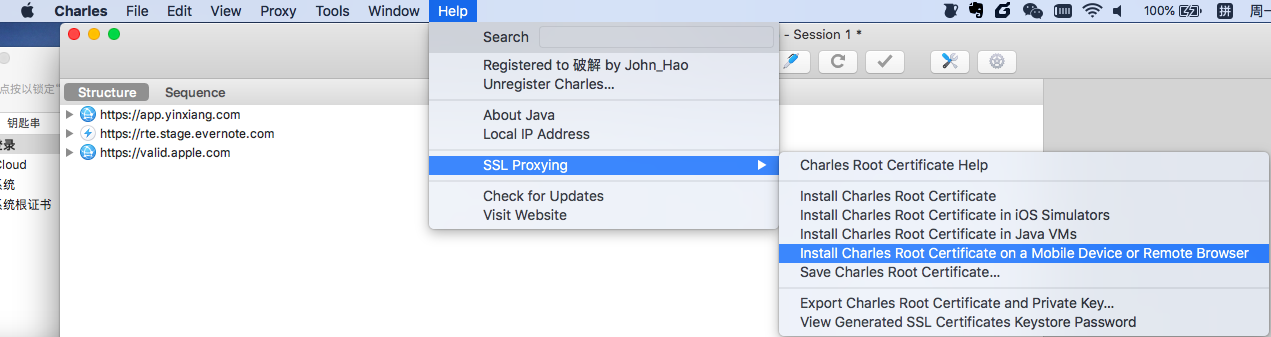 Charles File Edit View Proxy Tools Window Help 100% 拼 周一
Search
- Session 1 *
Registered to 破解 by John_Hao
Unregister Charles...
点按以锁定"
Structure Sequence
About Java
Local IP Address
https://app.yinxiang.com
https://rte.stage.evernote.com
https://valid.apple.com
钥匙串
登录
Cloud
系统
系统根证书
SSL Proxying
Check for Updates
Visit Website
Charles Root Certificate Help
Install Charles Root Certificate
Install Charles Root Certificate in iOS Simulators
Install Charles Root Certificate in Java VMs
Install Charles Root Certificate on a Mobile Device or Remote Browser
Save Charles Root Certificate...
Export Charles Root Certificate and Private Key...
View Generated SSL Certificates Keystore Password